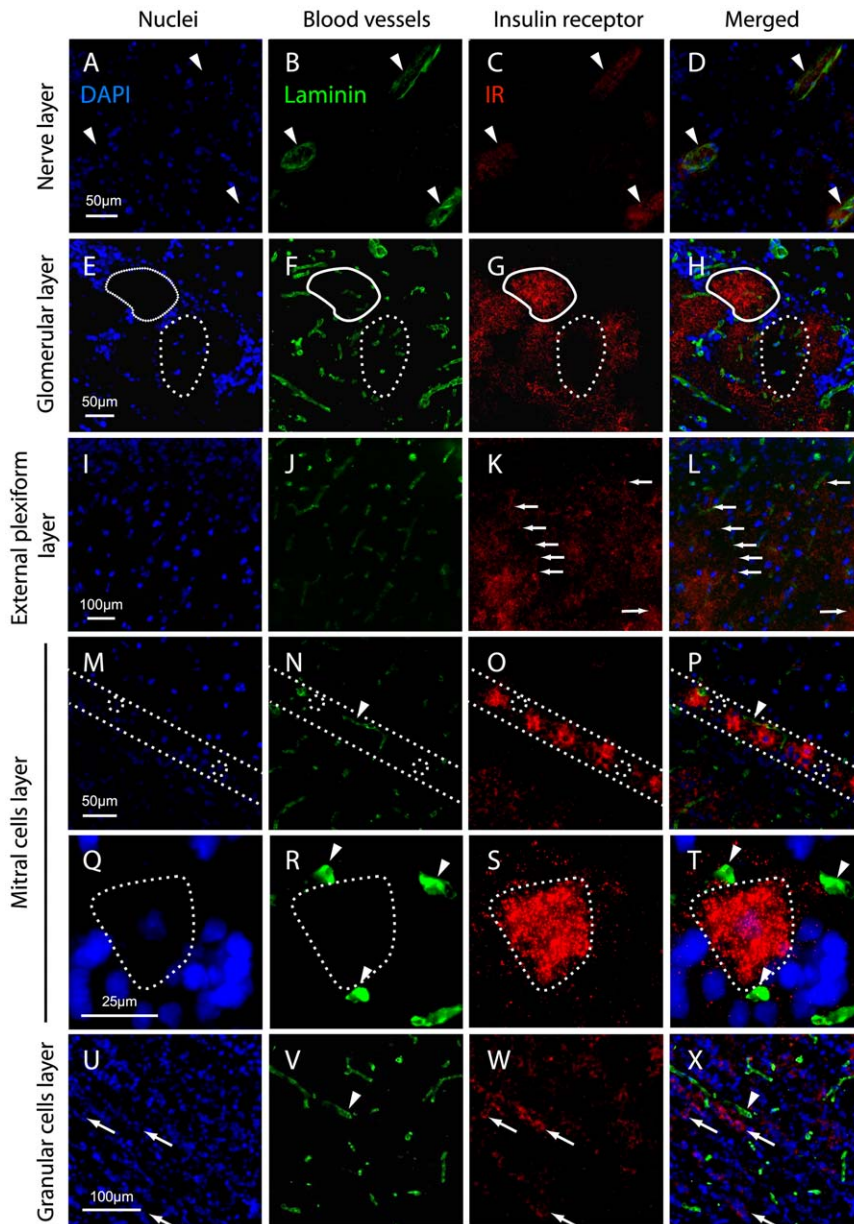 Nuclei Blood vessels Insulin receptor Merged
Nerve layer
A B C D
DAPI Laminin IR
50µm
Glomerular layer
E F G H
50µm
External plexiform
layer
I J K L
100µm
Mitral cells layer
M N O P
50µm
Q R S T
25µm
Granular cells layer
U V W X
100µm